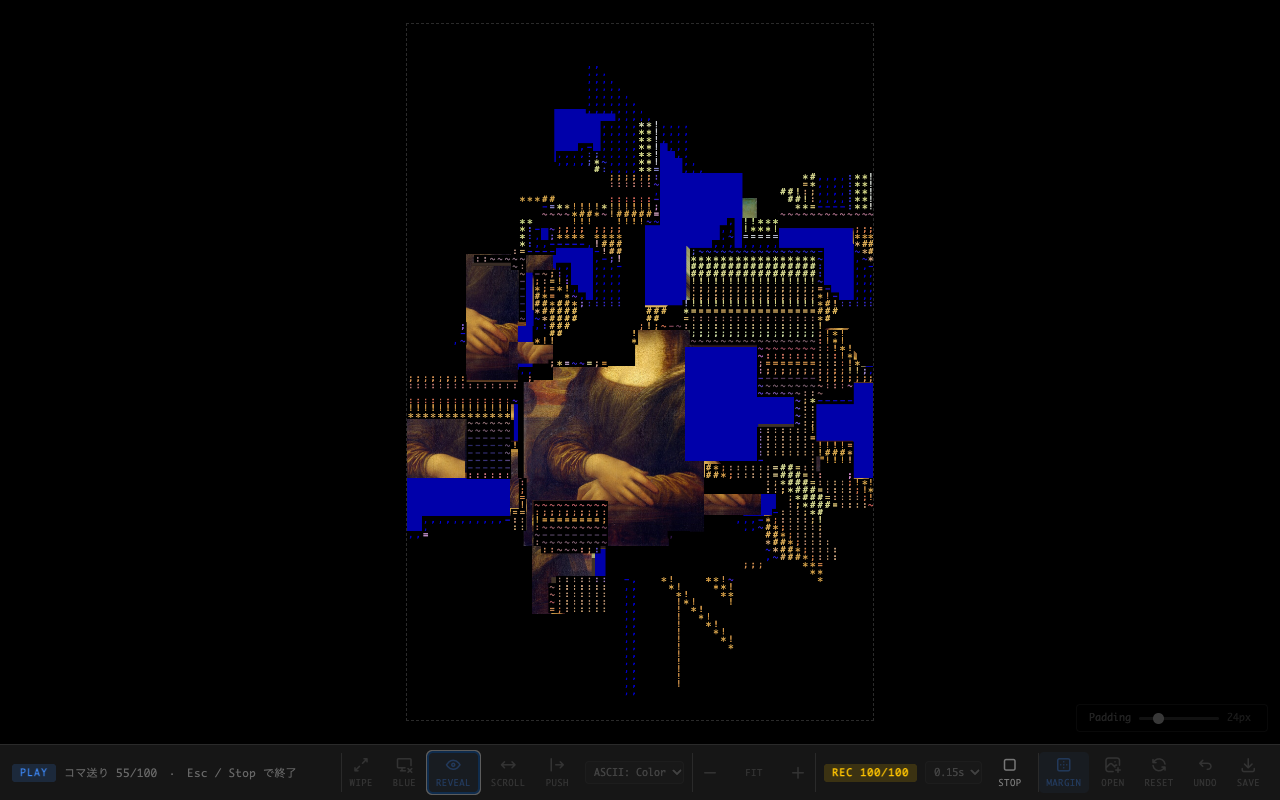 Padding 24px
PLAY コマ送り 55/100 · Esc / Stop で終了
WIPE BLUE REVEAL SCROLL PUSH ASCII: Color FIT REC 100/100 0.15s STOP MARGIN OPEN RESET UNDO SAVE